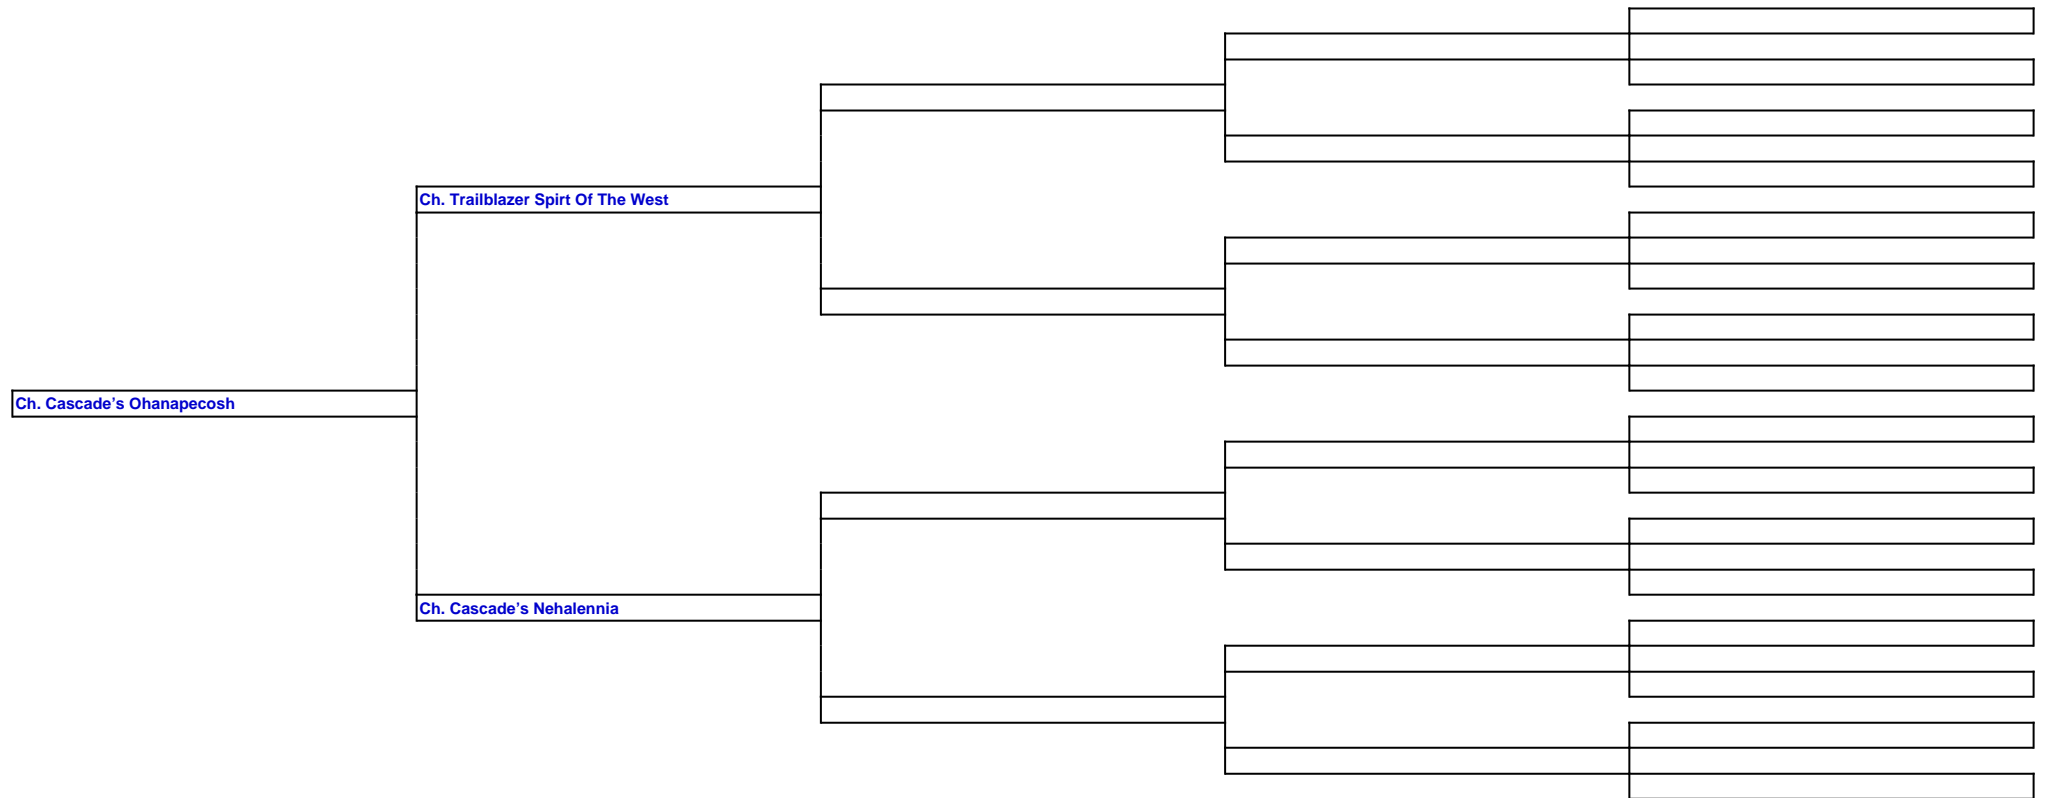 Ch. Trailblazer Spirt Of The West
Ch. Cascade’s Ohanapecosh
Ch. Cascade’s Nehalennia